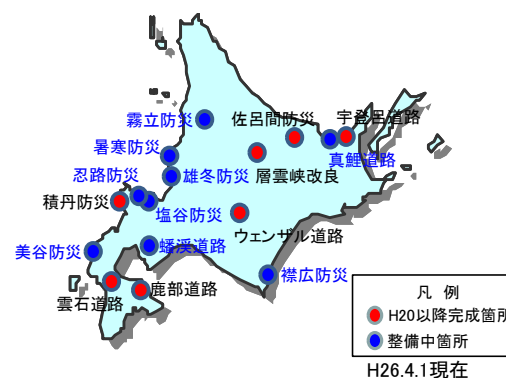 霧立防災
佐呂間防災
宇登呂道路
暑寒防災
真鯉道路
忍路防災
雄冬防災
層雲峡改良
積丹防災
塩谷防災
ウェンザル道路
美谷防災
蟠渓道路
襟広防災
雲石道路
鹿部道路
凡 例
H20以降完成箇所
整備中箇所
H26.4.1現在